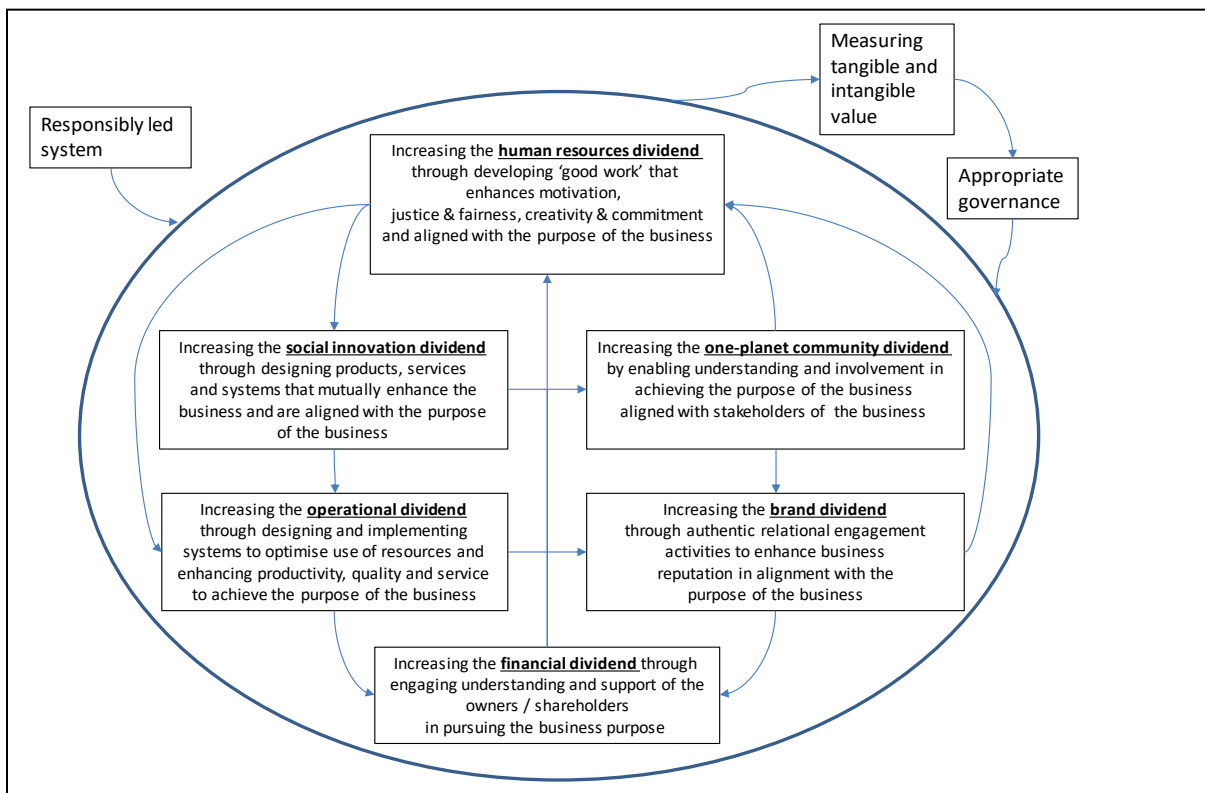 Measuring
tangible and
intangible
value
Responsibly led
system
Increasing the human resources dividend
through developing ‘good work’ that
enhances motivation,
justice & fairness, creativity & commitment
and aligned with the purpose of the business
Appropriate
governance
Increasing the social innovation dividend
through designing products, services
and systems that mutually enhance the
business and are aligned with the purpose
of the business
Increasing the one-planet community dividend
by enabling understanding and involvement in
achieving the purpose of the business
aligned with stakeholders of the business
Increasing the operational dividend
through designing and implementing
systems to optimise use of resources and
enhancing productivity, quality and service
to achieve the purpose of the business
Increasing the brand dividend
through authentic relational engagement
activities to enhance business
reputation in alignment with the
purpose of the business
Increasing the financial dividend through
engaging understanding and support of the
owners / shareholders
in pursuing the business purpose